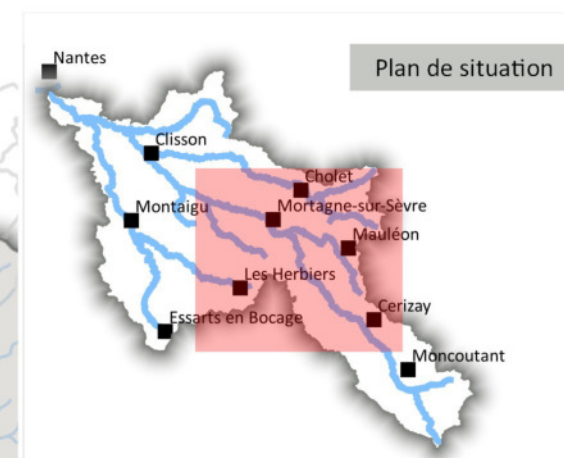 Nantes
Plan de situation
Clisson
Cholet
Montaigu
Mortagne-sur-Sèvre
Mauléon
Les Herbiers
Cerizay
Essarts en Bocage
Moncoutant